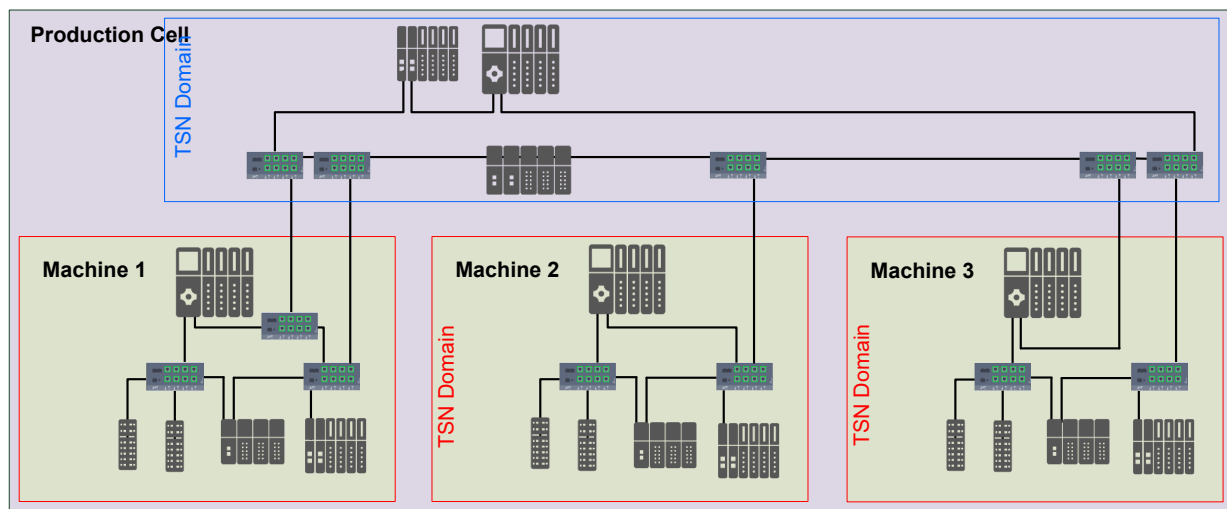 Production Cell
TSN Domain
Machine 1
Machine 2
TSN Domain
Machine 3
TSN Domain